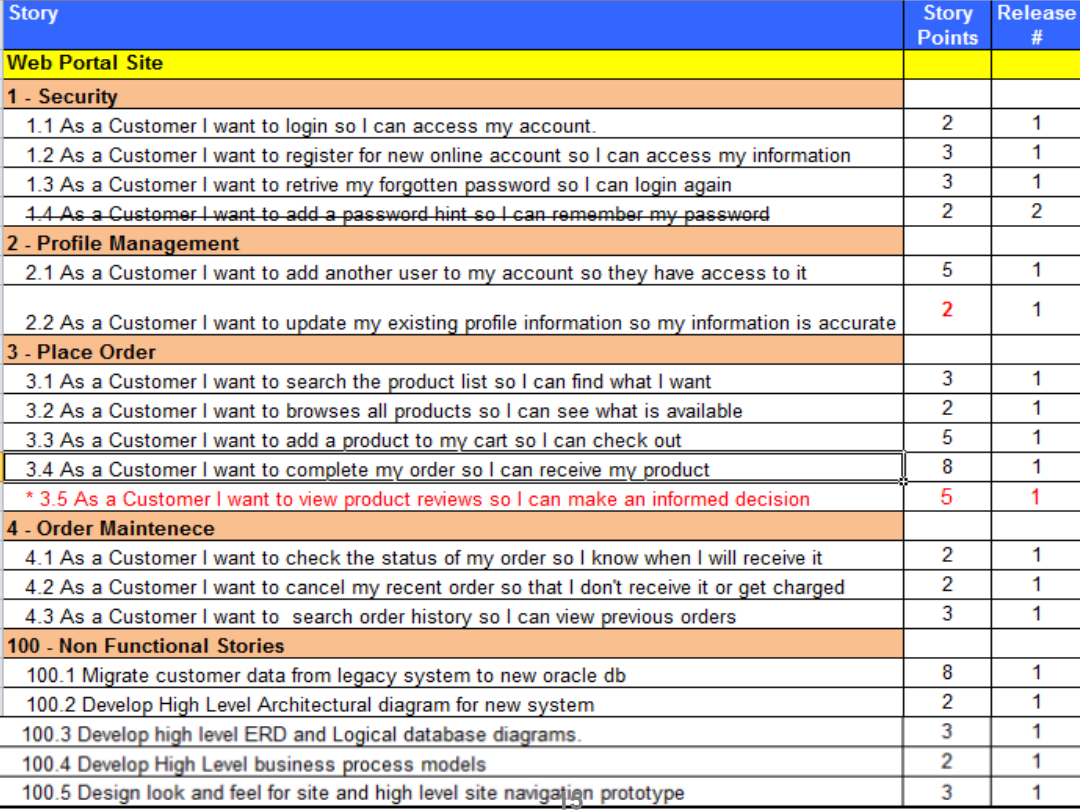 Story Story Points Release #
Web Portal Site
1 - Security
1.1 As a Customer I want to login so I can access my account. 2 1
1.2 As a Customer I want to register for new online account so I can access my information 3 1
1.3 As a Customer I want to retrive my forgotten password so I can login again 3 1
1.4 As a Customer I want to add a password hint so I can remember my password 2 2
2 - Profile Management
2.1 As a Customer I want to add another user to my account so they have access to it 5 1
2.2 As a Customer I want to update my existing profile information so my information is accurate 2 1
3 - Place Order
3.1 As a Customer I want to search the product list so I can find what I want 3 1
3.2 As a Customer I want to browses all products so I can see what is available 2 1
3.3 As a Customer I want to add a product to my cart so I can check out 5 1
3.4 As a Customer I want to complete my order so I can receive my product 8 1
* 3.5 As a Customer I want to view product reviews so I can make an informed decision 5 1
4 - Order Maintenece
4.1 As a Customer I want to check the status of my order so I know when I will receive it 2 1
4.2 As a Customer I want to cancel my recent order so that I don't receive it or get charged 2 1
4.3 As a Customer I want to  search order history so I can view previous orders 3 1
100 - Non Functional Stories
100.1 Migrate customer data from legacy system to new oracle db 8 1
100.2 Develop High Level Architectural diagram for new system 2 1
100.3 Develop high level ERD and Logical database diagrams. 3 1
100.4 Develop High Level business process models 2 1
100.5 Design look and feel for site and high level site navigation prototype 3 1
15